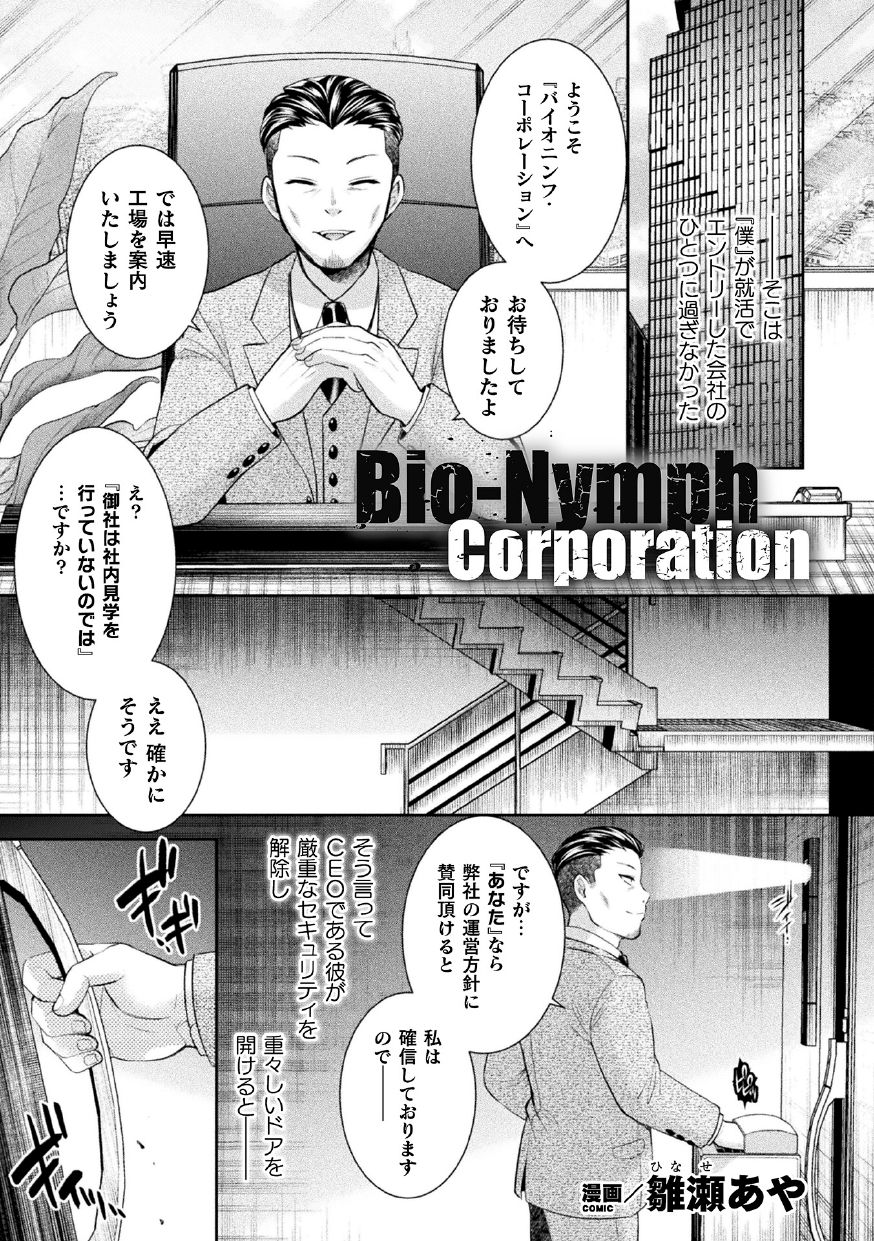 ――そこは
『僕』が就活で
エントリーした会社の
ひとつに過ぎなかった
ようこそ
『バイオニンフ・
コーポレーション』へ
お待ちして
おりましたよ
では早速
工場を案内
いたしましょう
Bio-Nymph
Corporation
え？
『御社は社内見学を
行っていないのでは』
…ですか？
ええ 確かに
そうです
ですが…
『あなた』なら
弊社の運営方針に
賛同頂けると
私は
確信しております
ので――
ピピッ
そう言って
CEOである彼が
厳重なセキュリティを
解除し
重々しいドアを
開けると――
ギギ…
ギィッ
漫画/雛瀬あや
COMIC
ひなせ